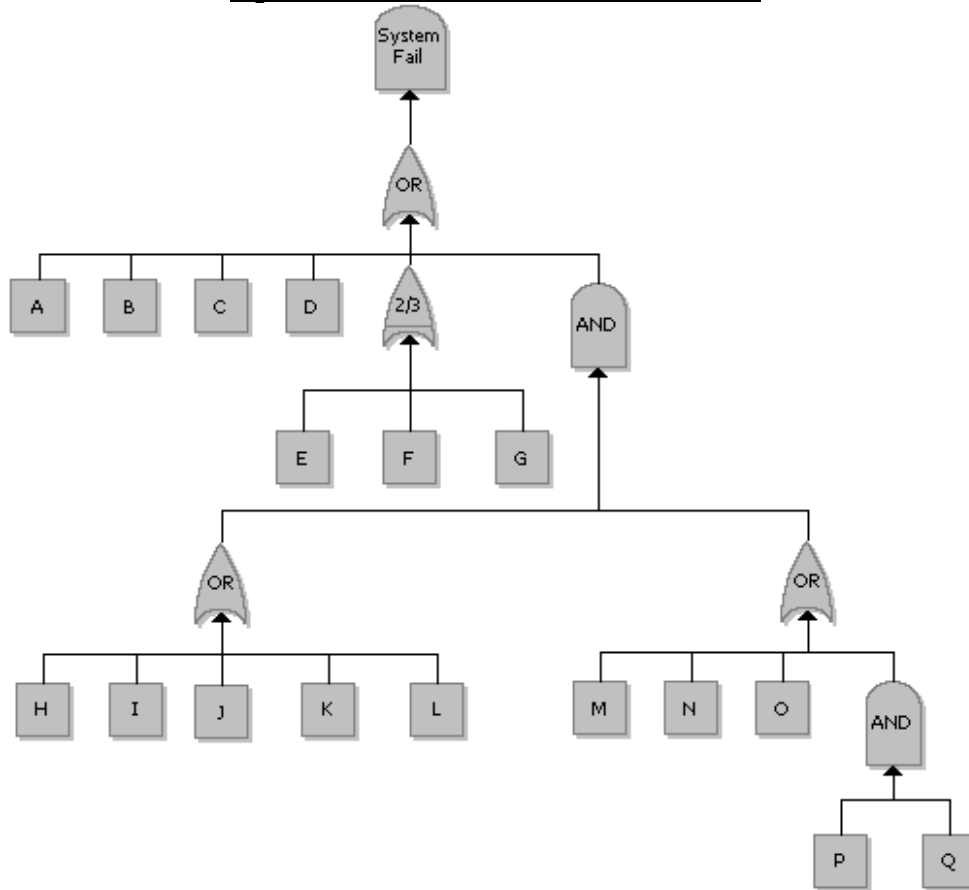 System
Fail
OR
A B C D 2/3 AND
E F G
OR OR
H I J K L M N O AND
P Q